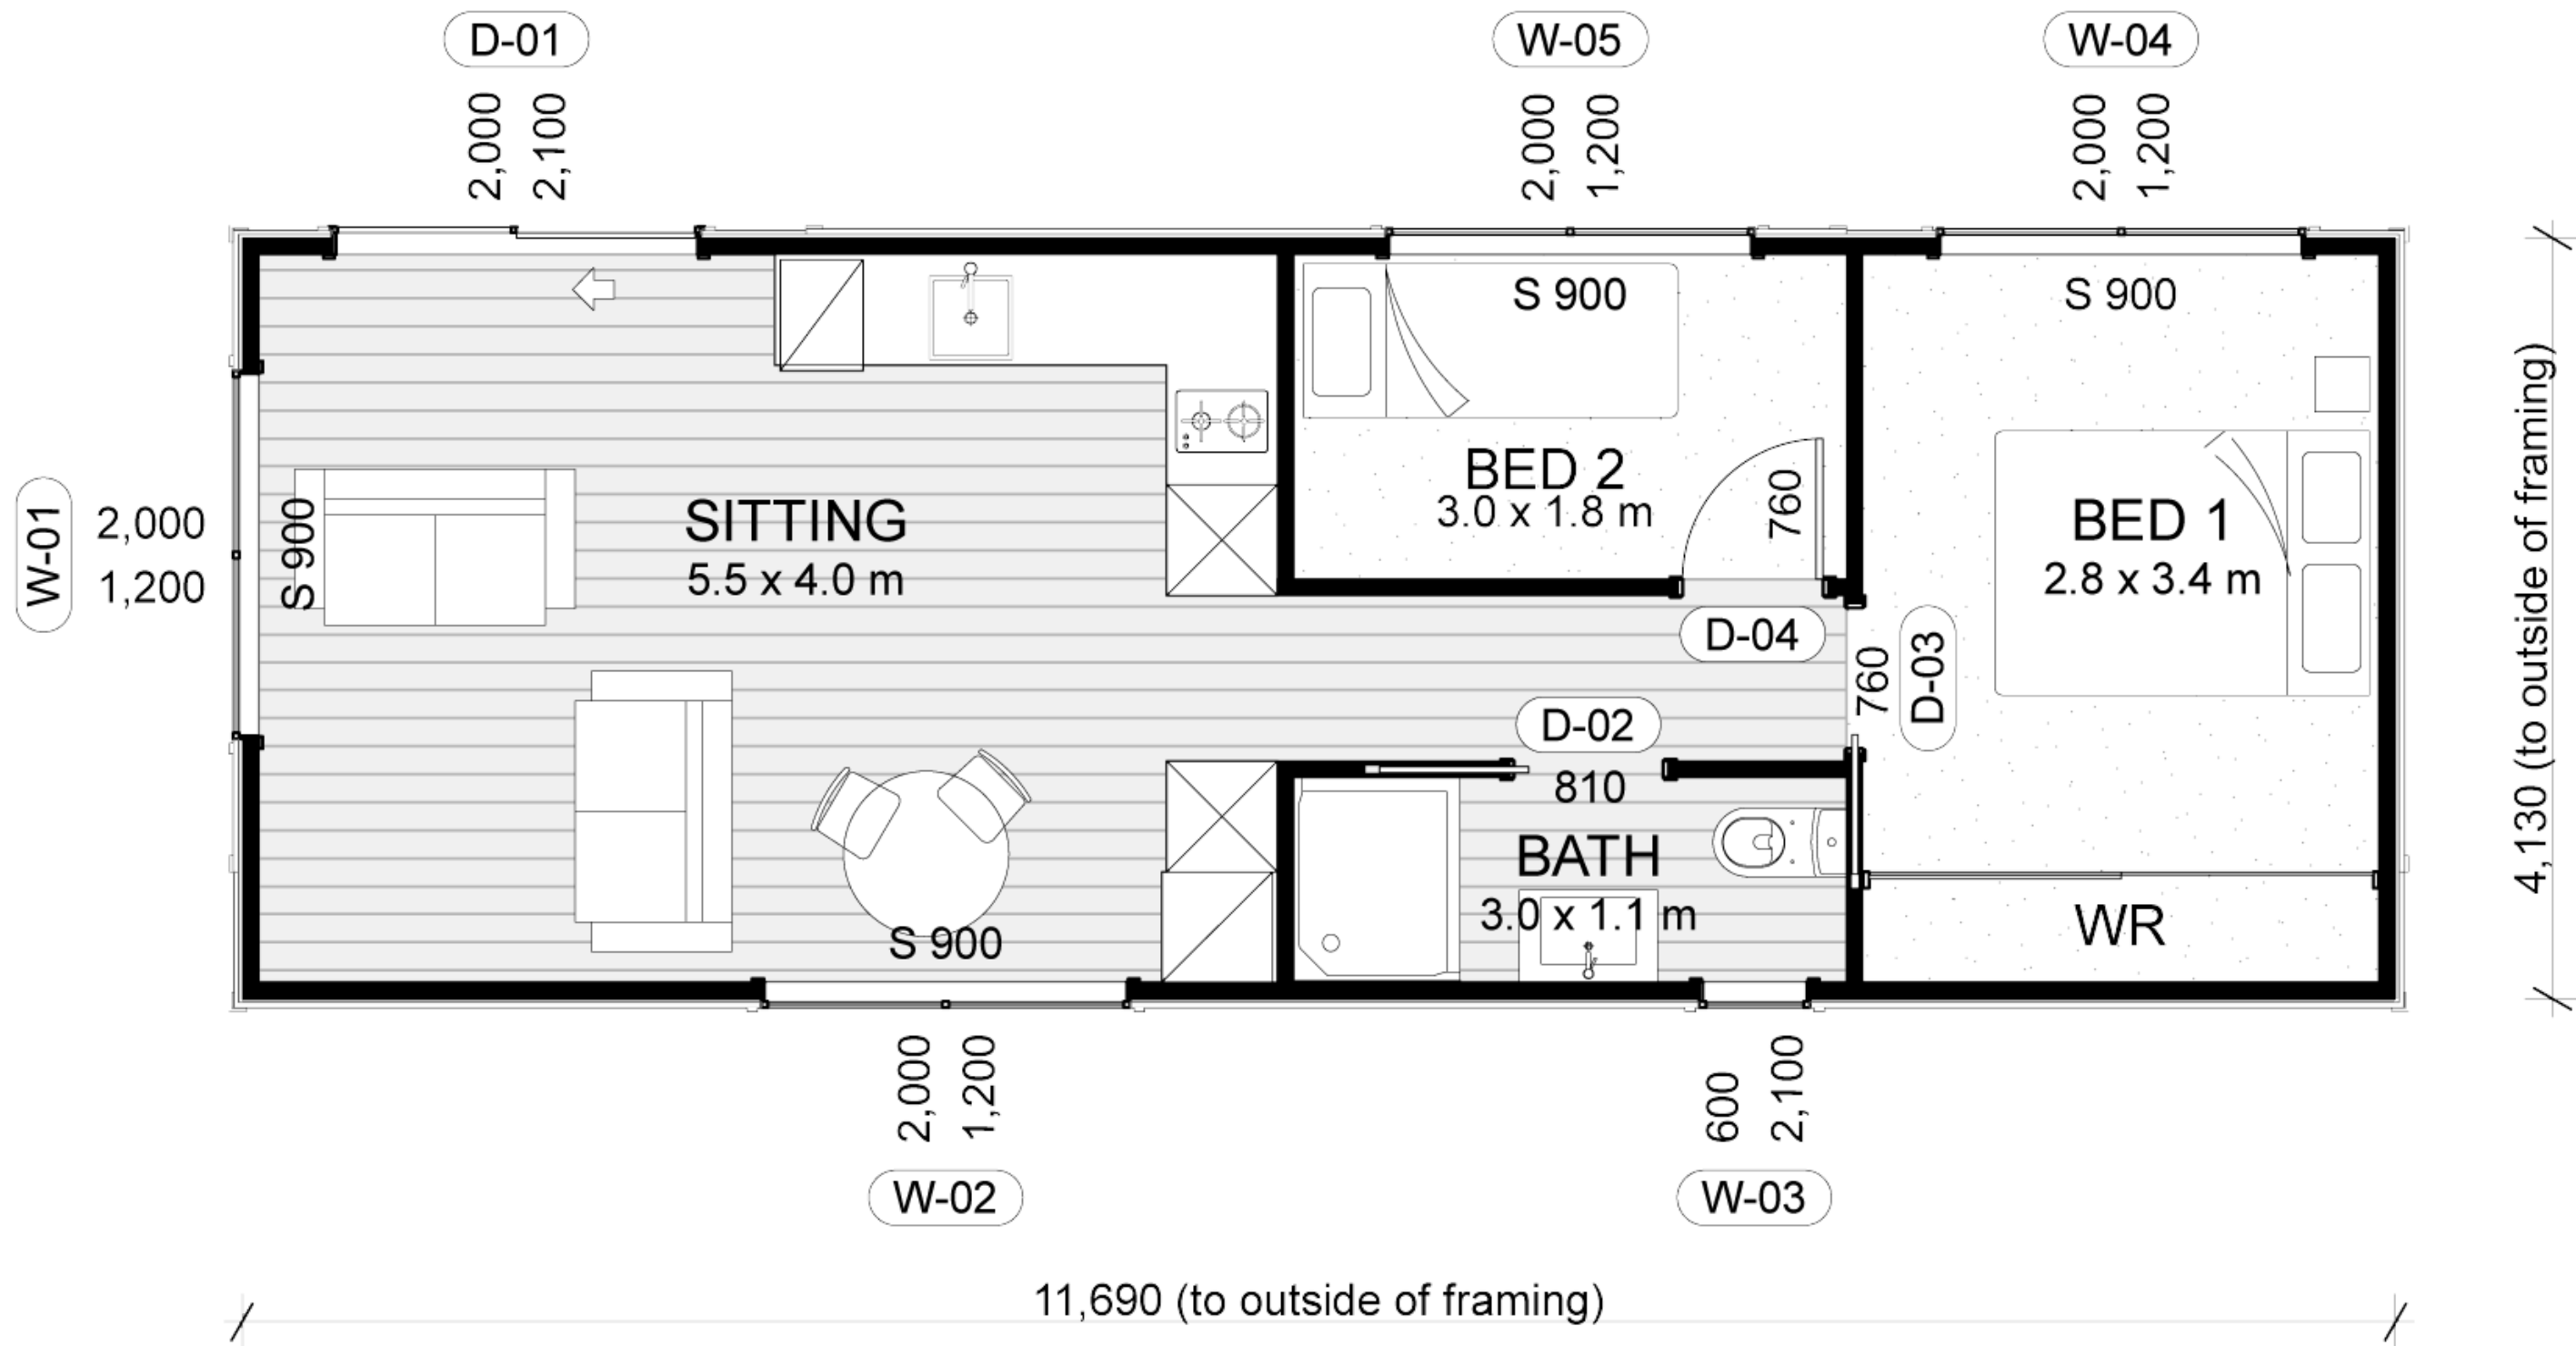 D-01
2,000
2,100
W-05
2,000
1,200
W-04
2,000
1,200
W-01
2,000
1,200
S 900
SITTING
5.5 x 4.0 m
S 900
BED 2
3.0 x 1.8 m
760
D-04
S 900
BED 1
2.8 x 3.4 m
760
D-03
D-02
810
BATH
3.0 x 1.1 m
WR
S 900
2,000
1,200
W-02
600
2,100
W-03
4,130 (to outside of framing)
11,690 (to outside of framing)